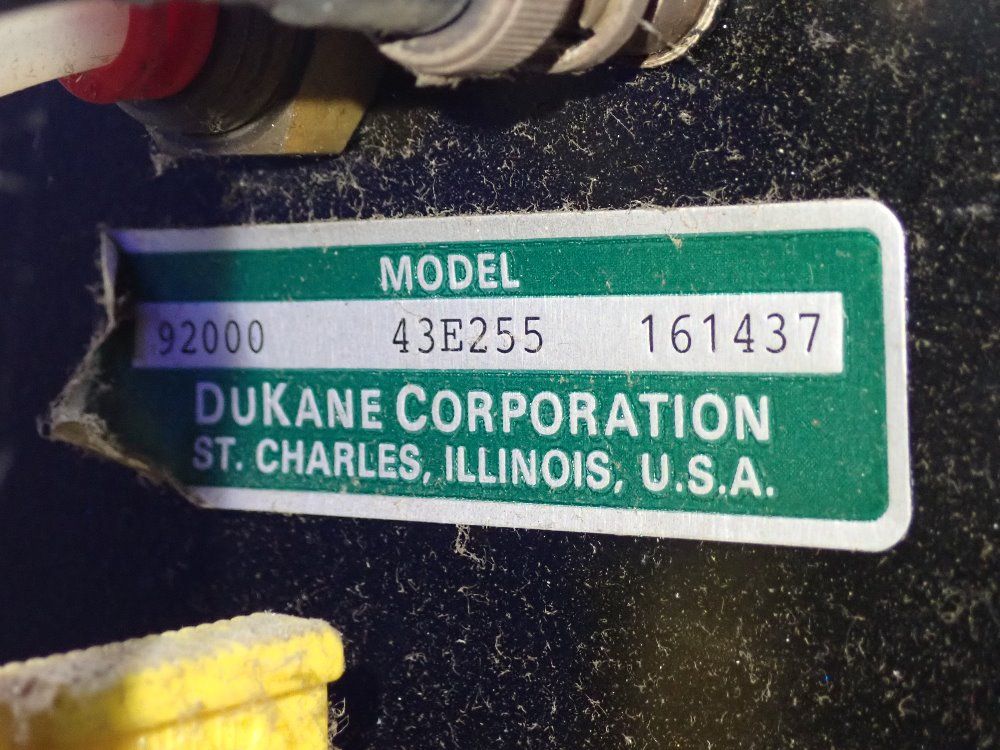 MODEL
92000 43E255 161437
DUKANE CORPORATION
ST. CHARLES, ILLINOIS, U.S.A.